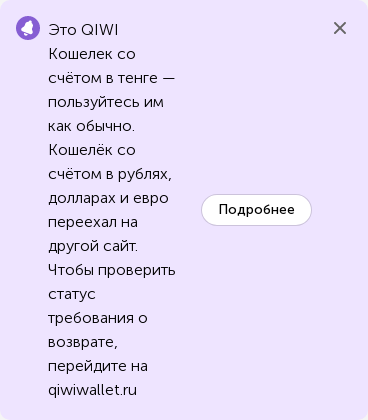 Это QIWI
Кошелек со
счётом в тенге —
пользуйтесь им
как обычно.
Кошелёк со
счётом в рублях,
долларах и евро
переехал на
другой сайт.
Чтобы проверить
статус
требования о
возврате,
перейдите на
qiwiwallet.ru
Подробнее